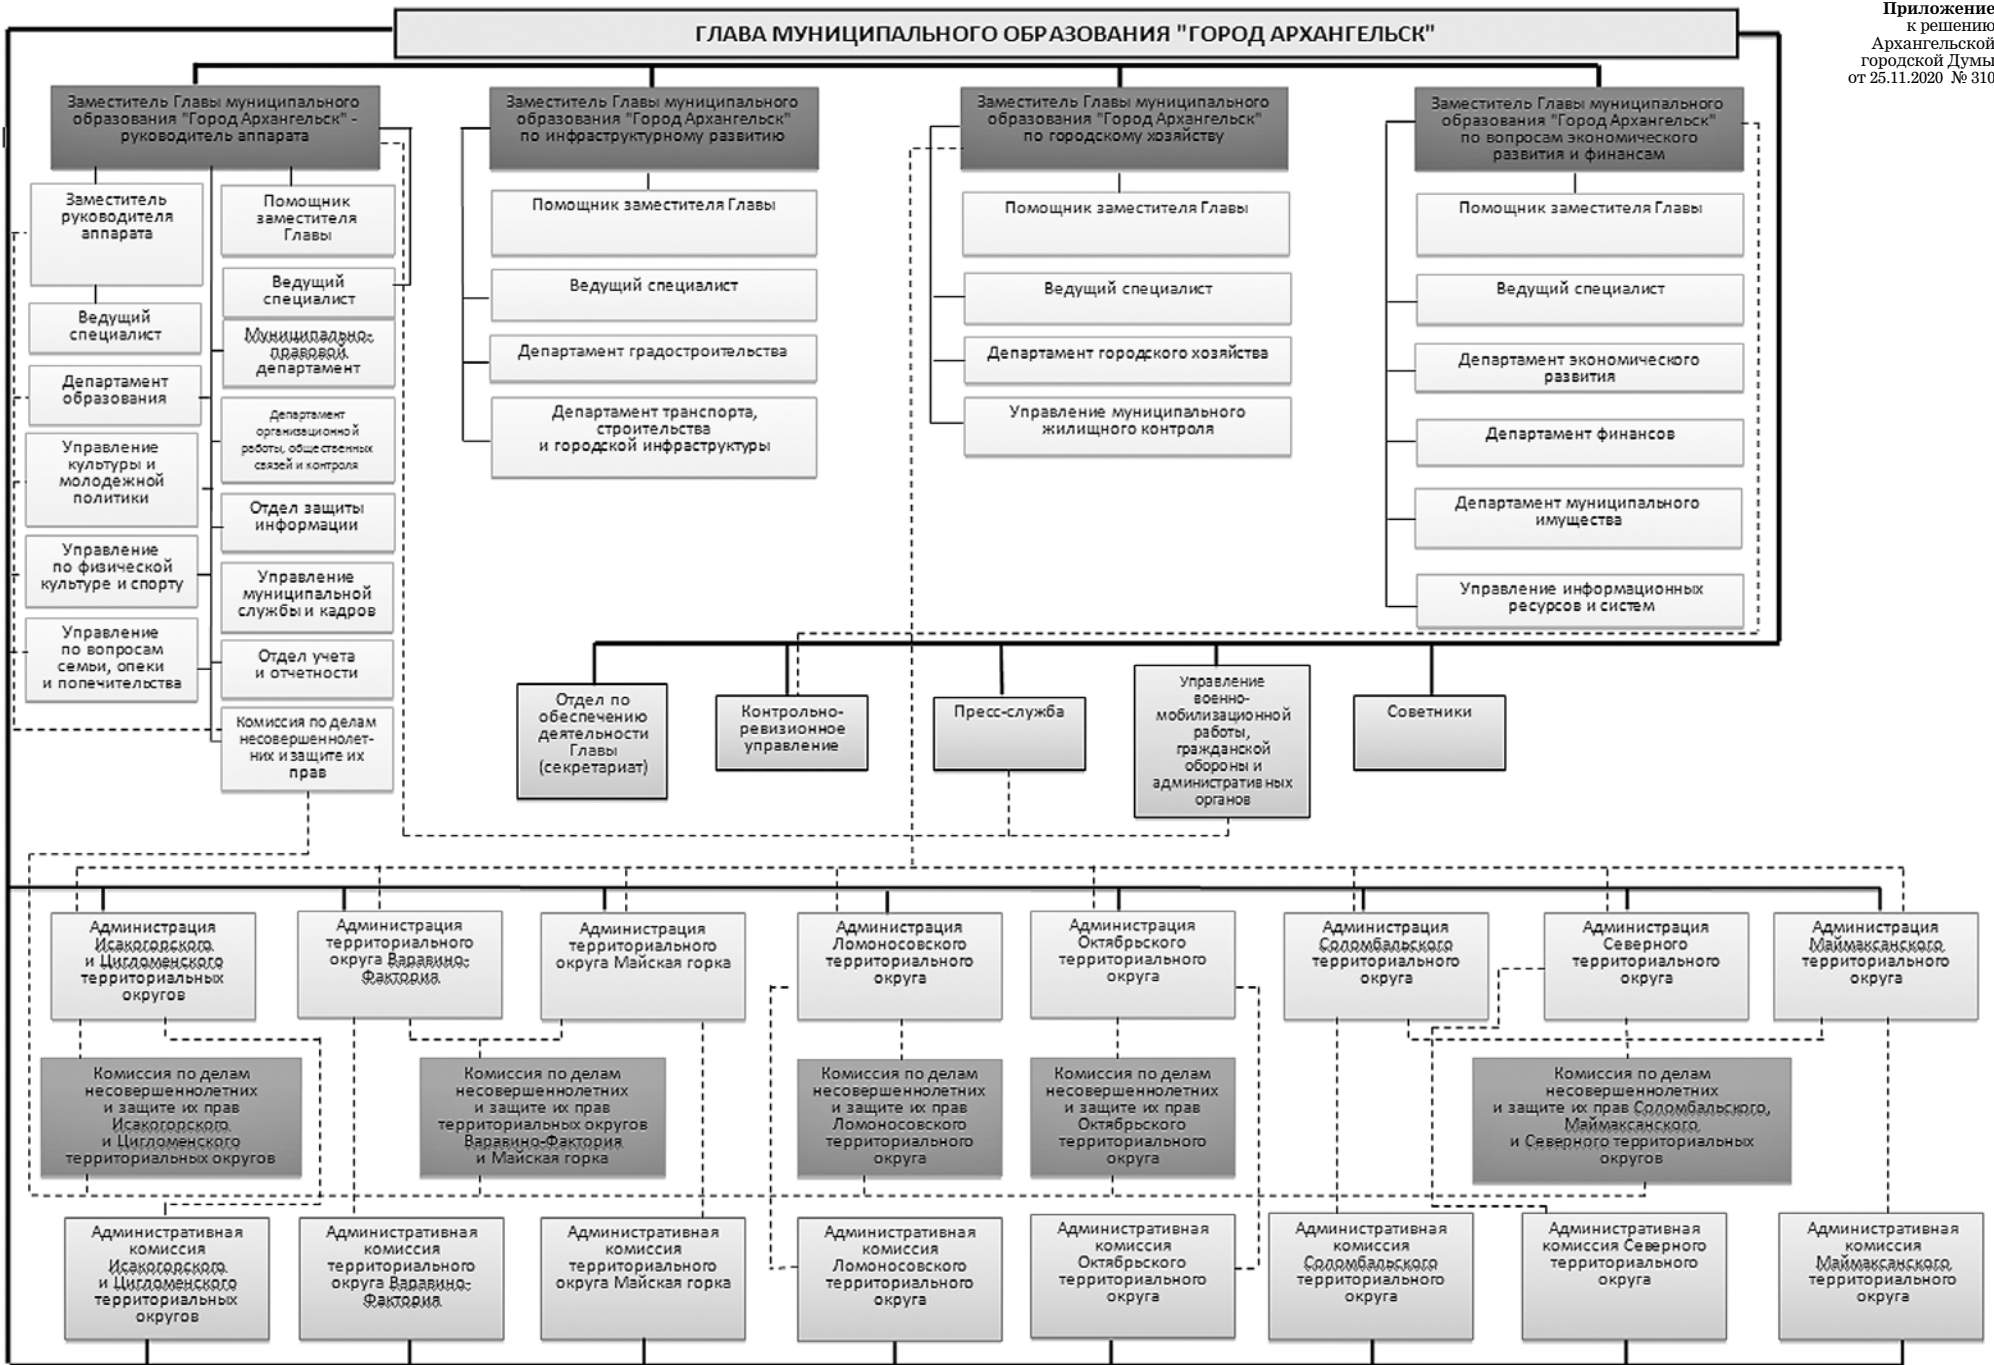 ГЛАВА МУНИЦИПАЛЬНОГО ОБРАЗОВАНИЯ "ГОРОД АРХАНГЕЛЬСК"
Приложение
к решению
Архангельской
городской Думы
от 25.11.2020 № 310
Заместитель Главы муниципального
образования "Город Архангельск" -
руководитель аппарата
Заместитель Главы муниципального
образования "Город Архангельск"
по инфраструктурному развитию
Заместитель Главы муниципального
образования "Город Архангельск"
по городскому хозяйству
Заместитель Главы муниципального
образования "Город Архангельск"
по вопросам экономического
развития и финансам
Заместитель
руководителя
аппарата
Ведущий
специалист
Департамент
образования
Управление
культуры и
молодежной
политики
Управление
по физической
культуре и спорту
Управление
по вопросам
семьи, опеки
и попечительства
Помощник
заместителя
Главы
Ведущий
специалист
Муниципально-
правовой
департамент
Департамент
организационной
работы, общественных
связей и контроля
Отдел защиты
информации
Управление
муниципальной
службы и кадров
Отдел учета
и отчетности
Комиссия по делам
несовершеннолет-
них и защите их
прав
Помощник заместителя Главы
Ведущий специалист
Департамент градостроительства
Департамент транспорта,
строительства
и городской инфраструктуры
Помощник заместителя Главы
Ведущий специалист
Департамент городского хозяйства
Управление муниципального
жилищного контроля
Помощник заместителя Главы
Ведущий специалист
Департамент экономического
развития
Департамент финансов
Департамент муниципального
имущества
Управление информационных
ресурсов и систем
Отдел по
обеспечению
деятельности
Главы
(секретариат)
Контрольно-
ревизионное
управление
Пресс-служба
Управление
военно-
мобилизационной
работы,
гражданской
обороны и
административных
органов
Советники
Администрация
Исакогорского
и Цигломенского
территориальных
округов
Администрация
территориального
округа Варавино-
Фактория
Администрация
территориального
округа Майская горка
Администрация
Ломоносовского
территориального
округа
Администрация
Октябрьского
территориального
округа
Администрация
Соломбальского
территориального
округа
Администрация
Северного
территориального
округа
Администрация
Маймаксанского
территориального
округа
Комиссия по делам
несовершеннолетних
и защите их прав
Исакогорского
и Цигломенского
территориальных округов
Комиссия по делам
несовершеннолетних
и защите их прав
территориальных округов
Варавино-Фактория
и Майская горка
Комиссия по делам
несовершеннолетних
и защите их прав
Ломоносовского
территориального
округа
Комиссия по делам
несовершеннолетних
и защите их прав
Октябрьского
территориального
округа
Комиссия по делам
несовершеннолетних
и защите их прав Соломбальского,
Маймаксанского
и Северного территориальных
округов
Административная
комиссия
Исакогорского
и Цигломенского
территориальных
округов
Административная
комиссия
территориального
округа Варавино-
Фактория
Административная
комиссия
территориального
округа Майская горка
Административная
комиссия
Ломоносовского
территориального
округа
Административная
комиссия
Октябрьского
территориального
округа
Административная
комиссия
Соломбальского
территориального
округа
Административная
комиссия Северного
территориального
округа
Административная
комиссия
Маймаксанского
территориального
округа